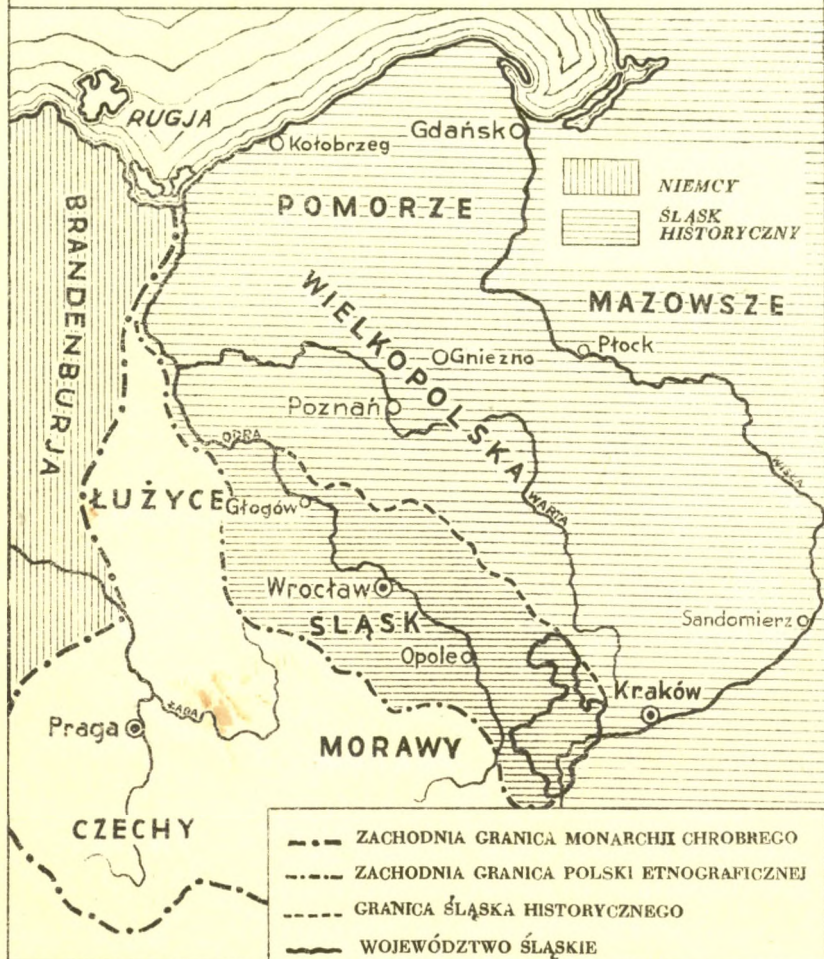 RUGJA
Kołobrzeg
Gdańsk
NIEMCY
ŚLĄSK
HISTORYCZNY
POMORZE
BRANDENBURJA
WIELKOPOLSKA
MAZOWSZE
Gniezno
Płock
Poznań
ODRA
WISŁA
WARTA
ŁUŻYCE
Głogów
Wrocław
ŚLĄSK
Opole
Sandomierz
Kraków
ŁABA
Praga
MORAWY
CZECHY
ZACHODNIA GRANICA MONARCHJI CHROBREGO
ZACHODNIA GRANICA POLSKI ETNOGRAFICZNEJ
GRANICA ŚLĄSKA HISTORYCZNEGO
WOJEWÓDZTWO ŚLĄSKIE